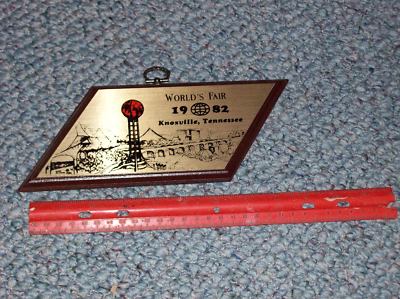 WORLD'S FAIR
19 82
Knoxville, Tennessee